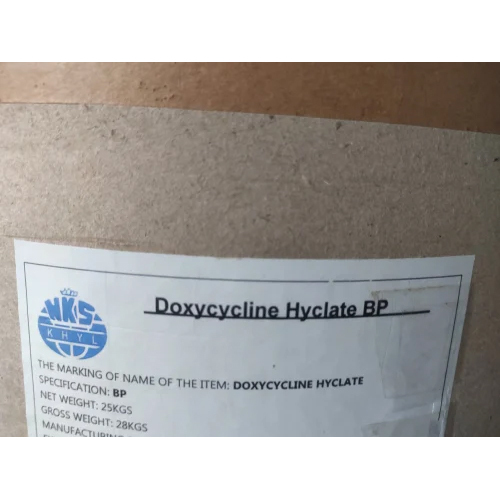 Doxycycline Hyclate BP
NKS
KHYL
THE MARKING OF NAME OF THE ITEM: DOXYCYCLINE HYCLATE
SPECIFICATION: BP
NET WEIGHT: 25KGS
GROSS WEIGHT: 28KGS
MANUFACTURING